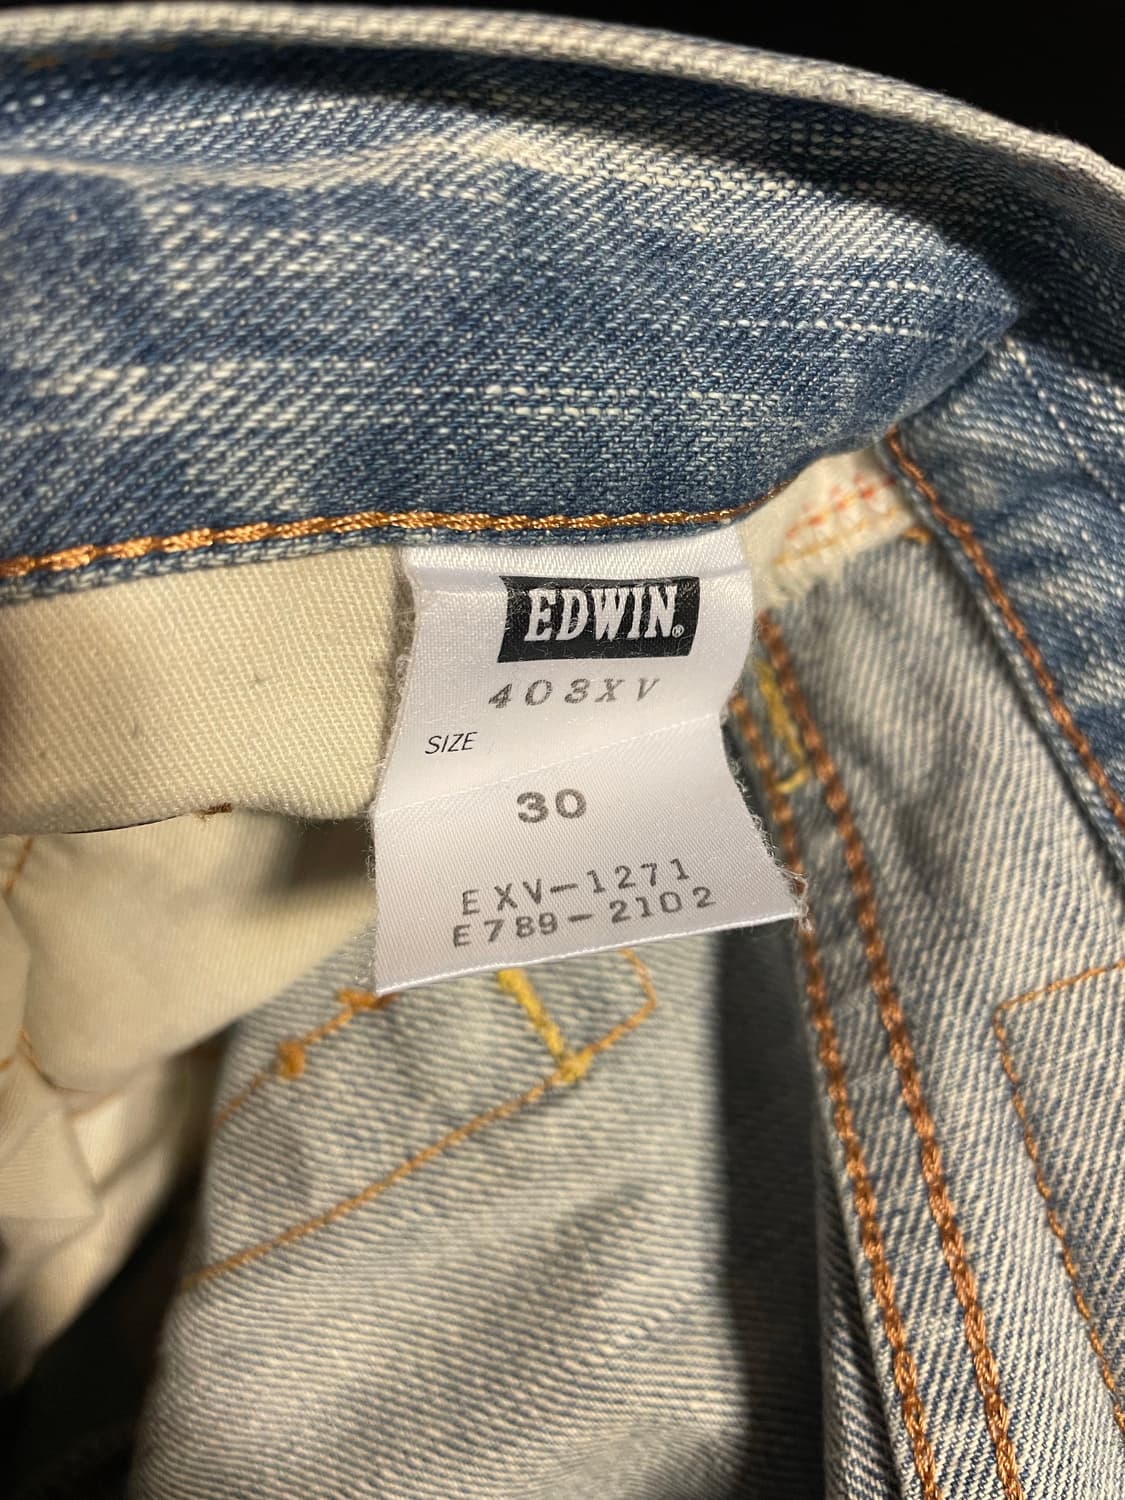 EDWIN®
403XV
SIZE
30
EXV-1271
E789-2102